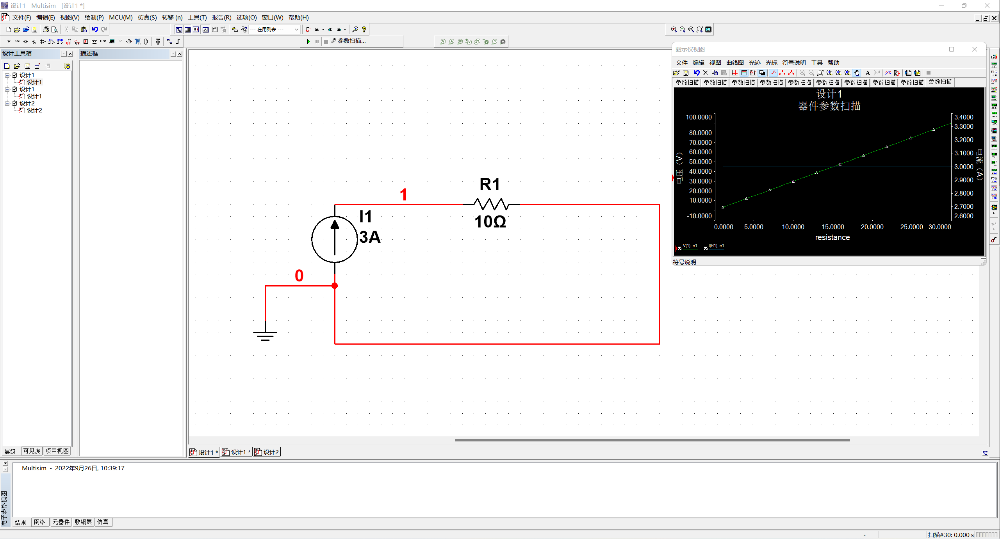 设计1 - Multisim - [设计1 *]
文件(F) 编辑(E) 视图(V) 绘制(P) MCU(M) 仿真(S) 转移 (n) 工具(T) 报告(R) 选项(O) 窗口(W) 帮助(H)
--- 在用列表 ---
参数扫描...
设计工具箱
描述框
设计1
设计1
设计1
设计1
设计2
设计2
层级 可见度 项目视图
R1
10Ω
1
I1
3A
0
图示仪视图
文件 编辑 视图 曲线图 光迹 光标 符号说明 工具 帮助
参数扫描 参数扫描 参数扫描 参数扫描 参数扫描 参数扫描 参数扫描 参数扫描 参数扫描 参数扫描
设计1
器件参数扫描
电压（V）
100.0000
80.0000
70.0000
60.0000
50.0000
40.0000
30.0000
20.0000
10.0000
-10.0000
3.4000
3.3000
3.2000
3.1000
3.0000
2.9000
2.8000
2.7000
2.6000
电流（A）
0.0000 5.0000 10.0000 15.0000 20.0000 25.0000 30.0000
resistance
V(1), rr1 I(R1), rr1
符号说明
设计1 * 设计1 * 设计2
Multisim - 2022年9月26日, 10:39:17
电子表格视图
结果 网络 元器件 敷铜层 仿真
- 扫描#30: 0.000 s